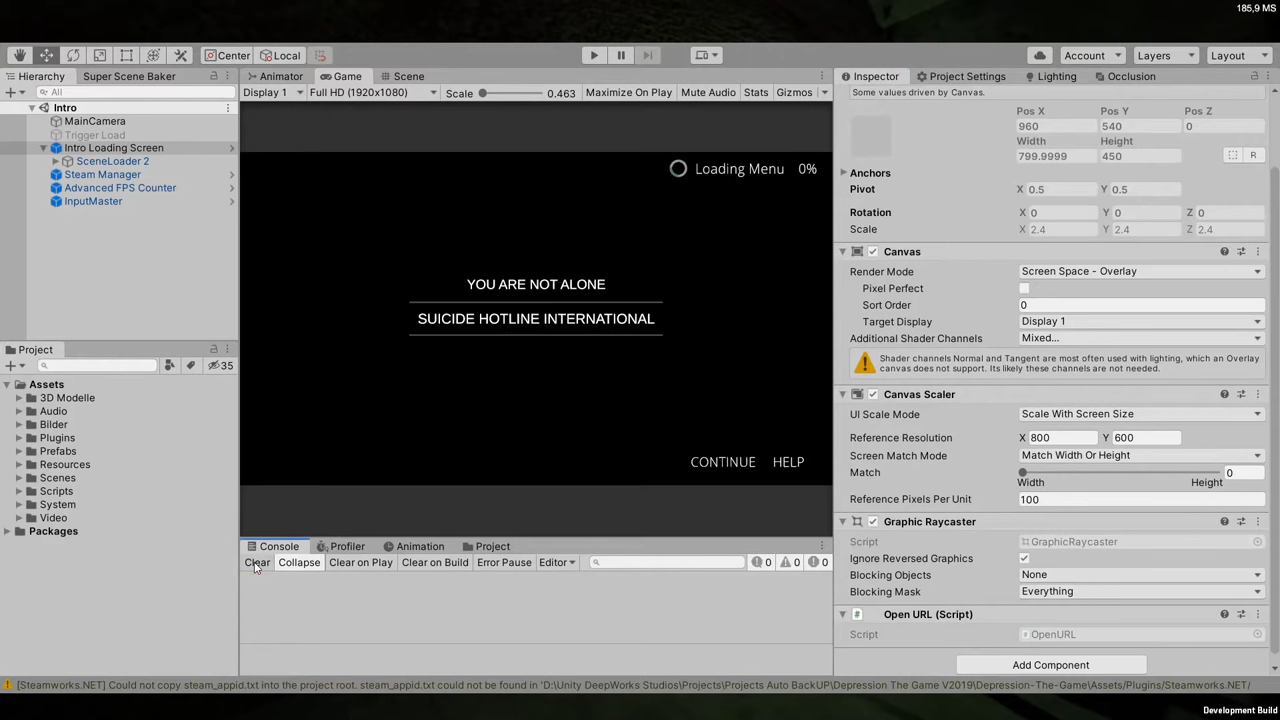 185,9 MS
Center Local
Account Layers Layout
Hierarchy Super Scene Baker
All
Intro
MainCamera
Trigger Load
Intro Loading Screen
SceneLoader 2
Steam Manager
Advanced FPS Counter
InputMaster
Project
35
Assets
3D Modelle
Audio
Bilder
Plugins
Prefabs
Resources
Scenes
Scripts
System
Video
Packages
Animator Game Scene
Display 1 Full HD (1920x1080) Scale 0.463 Maximize On Play Mute Audio Stats Gizmos
Loading Menu 0%
YOU ARE NOT ALONE
SUICIDE HOTLINE INTERNATIONAL
CONTINUE HELP
Console Profiler Animation Project
Clear Collapse Clear on Play Clear on Build Error Pause Editor 0 0 0
Inspector Project Settings Lighting Occlusion
Some values driven by Canvas.
Pos X Pos Y Pos Z
960 540 0
Width Height
799.9999 450 R
Anchors
Pivot X 0.5 Y 0.5
Rotation X 0 Y 0 Z 0
Scale X 2.4 Y 2.4 Z 2.4
Canvas
Render Mode Screen Space - Overlay
Pixel Perfect
Sort Order 0
Target Display Display 1
Additional Shader Channels Mixed...
Shader channels Normal and Tangent are most often used with lighting, which an Overlay
canvas does not support. Its likely these channels are not needed.
Canvas Scaler
UI Scale Mode Scale With Screen Size
Reference Resolution X 800 Y 600
Screen Match Mode Match Width Or Height
Match 0
Width Height
Reference Pixels Per Unit 100
Graphic Raycaster
Script GraphicRaycaster
Ignore Reversed Graphics
Blocking Objects None
Blocking Mask Everything
Open URL (Script)
Script OpenURL
Add Component
[Steamworks.NET] Could not copy steam_appid.txt into the project root. steam_appid.txt could not be found in 'D:\Unity DeepWorks Studios\Projects\Projects Auto BackUP\Depression The Game V2019\Depression-The-Game\Assets/Plugins/Steamworks.NET/
Development Build